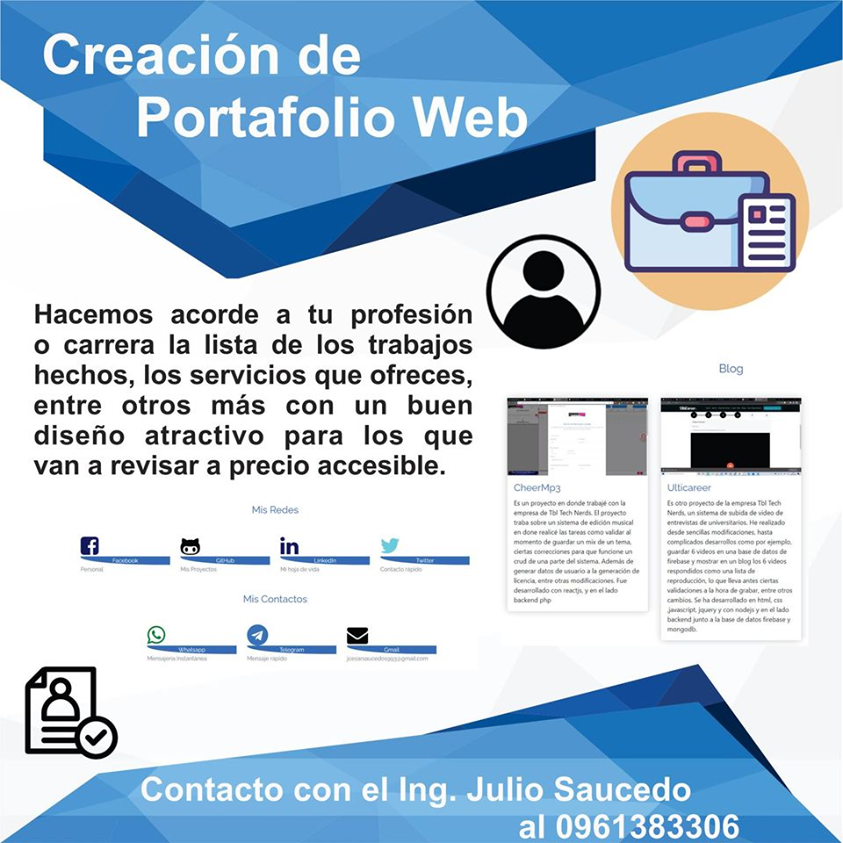 Creación de
Portafolio Web
Hacemos acorde a tu profesión
o carrera la lista de los trabajos
hechos, los servicios que ofreces,
entre otros más con un buen
diseño atractivo para los que
van a revisar a precio accesible.
Blog
CheerMp3
Es un proyecto en donde trabajé con la
empresa de Tbl Tech Nerds. El proyecto
traba sobre un sistema de edición musical
en done realicé las tareas como validar al
momento de guardar un mix de un tema,
ciertas correcciones para que funcione un
crud de una parte del sistema. Además de
generar datos de usuario a la generación de
licencia, entre otras modificaciones. Fue
desarrollado con reactjs, y en el lado
backend php
Ulticareer
Es otro proyecto de la empresa Tbl Tech
Nerds, un sistema de subida de video de
entrevistas de universitarios. He realizado
desde sencillas modificaciones, hasta
complicados desarrollos como por ejemplo,
guardar 6 videos en una base de datos de
firebase y mostrar en un blog los 6 videos
respondidos como una lista de
reproducción, lo que lleva antes ciertas
validaciones a la hora de grabar, entre otros
cambios. Se ha desarrollado en html, css
,javascript, jquery y con nodejs y en el lado
backend junto a la base de datos firebase y
mongodb.
Mis Redes
Facebook GitHub LinkedIn Twitter
Personal Mis Proyectos Mi hoja de vida Contacto rápido
Mis Contactos
Whatsapp Telegram Gmail
Mensajería instantánea Mensaje rápido
Contacto con el Ing. Julio Saucedo
al 0961383306